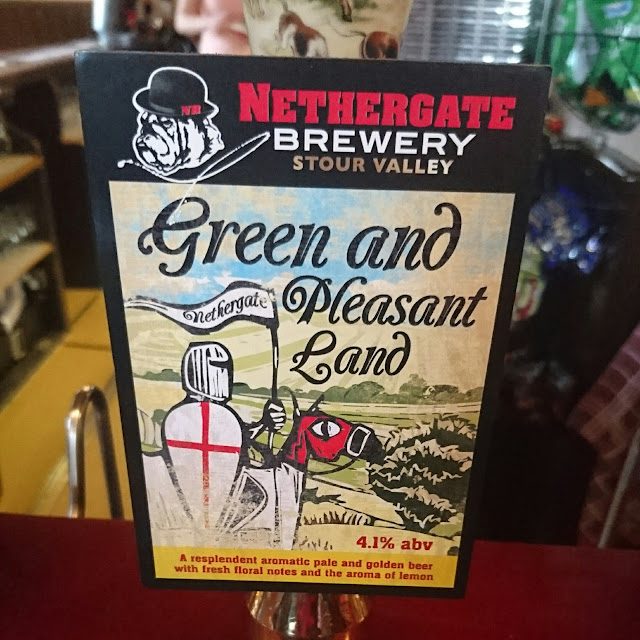 NB
NETHERGATE
BREWERY
STOUR VALLEY
Green and
Pleasant
Land
Nethergate
4.1% abv
A resplendent aromatic pale and golden beer
with fresh floral notes and the aroma of lemon